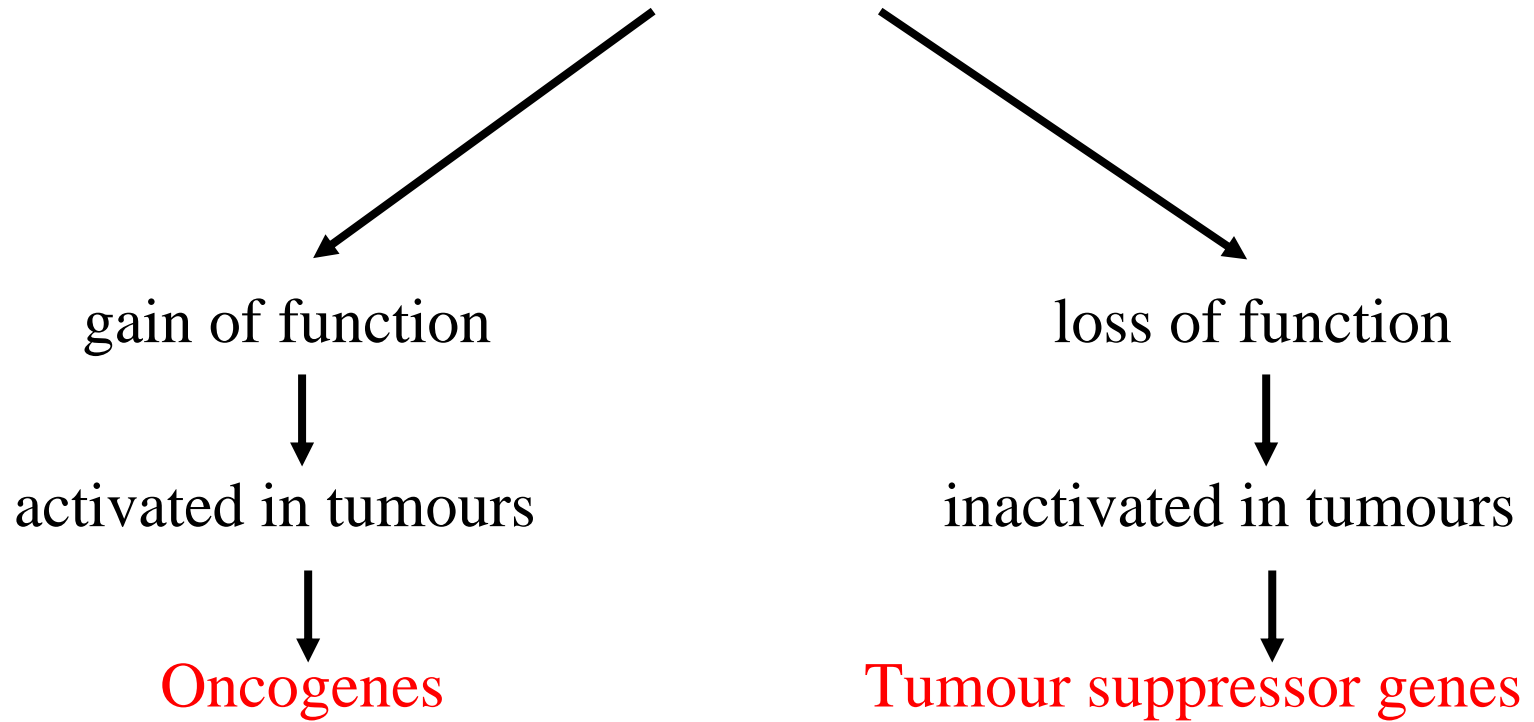 gain of function
loss of function
activated in tumours
inactivated in tumours
Oncogenes
Tumour suppressor genes